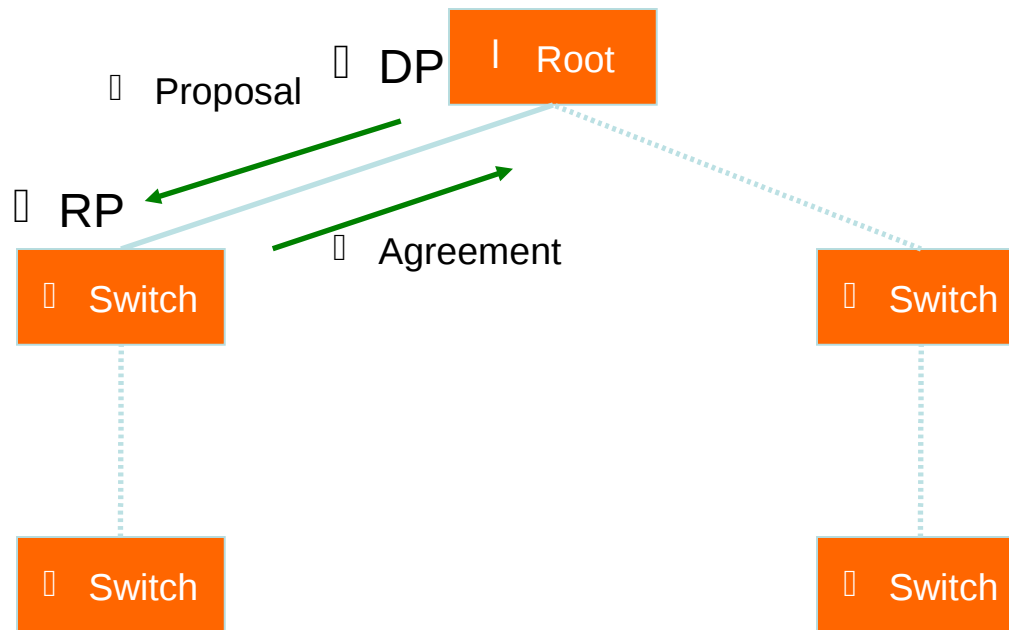 Root
DP
Proposal
RP
Agreement
Switch
Switch
Switch
Switch